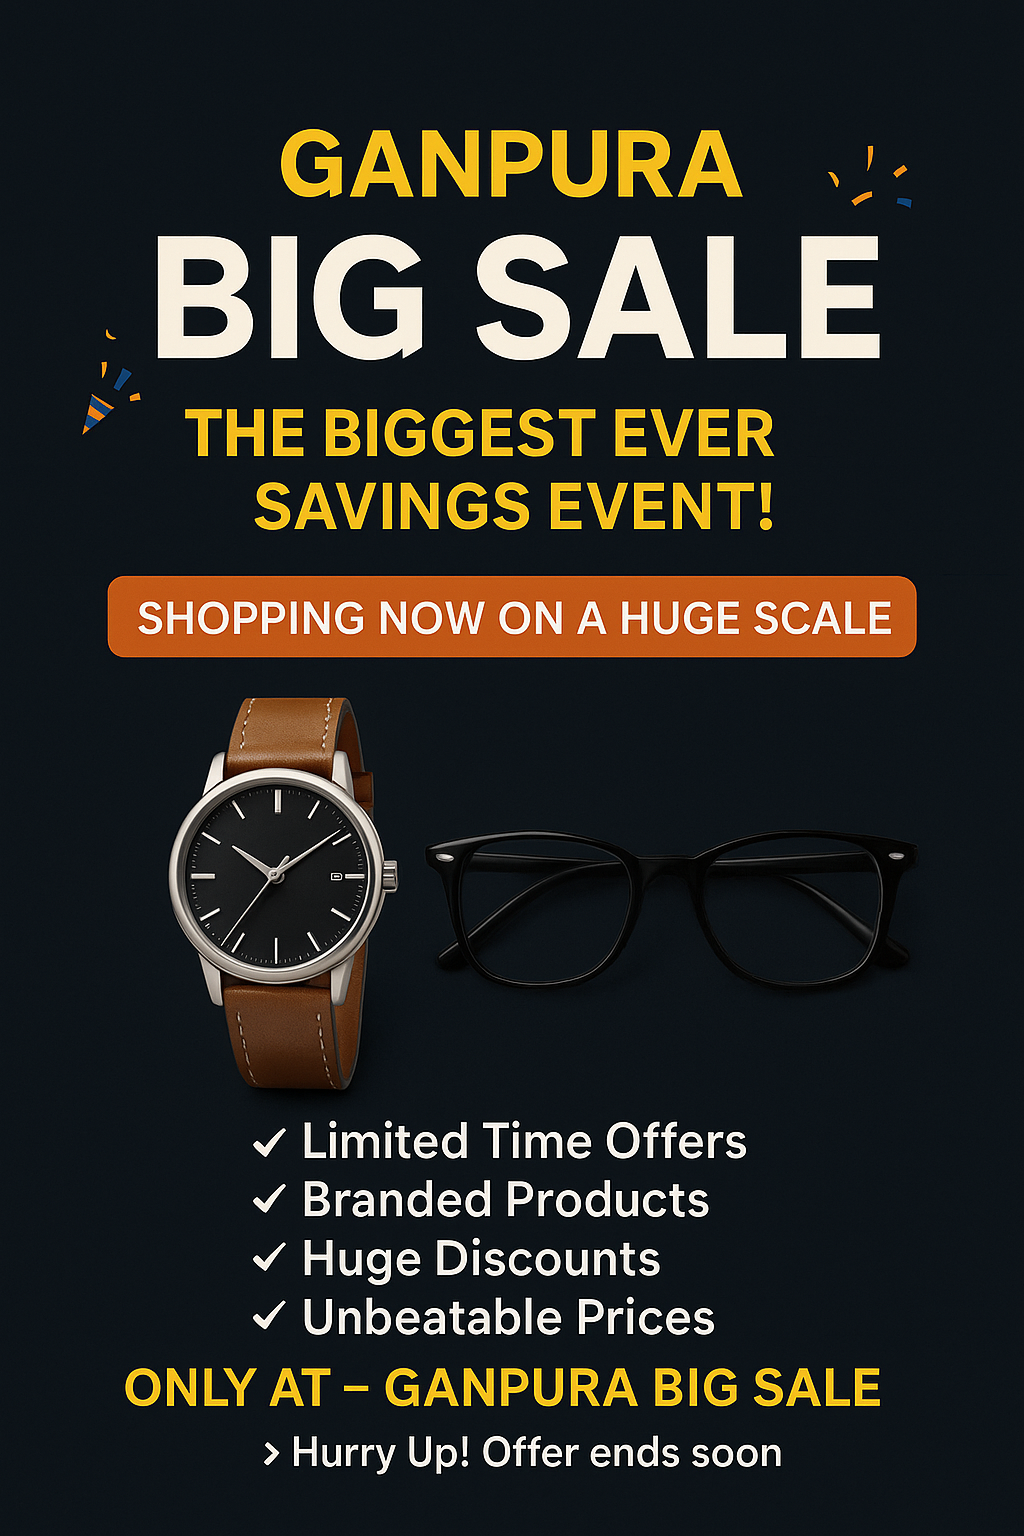 GANPURA
BIG SALE
THE BIGGEST EVER
SAVINGS EVENT!
SHOPPING NOW ON A HUGE SCALE
✓ Limited Time Offers
✓ Branded Products
✓ Huge Discounts
✓ Unbeatable Prices
ONLY AT – GANPURA BIG SALE
> Hurry Up! Offer ends soon